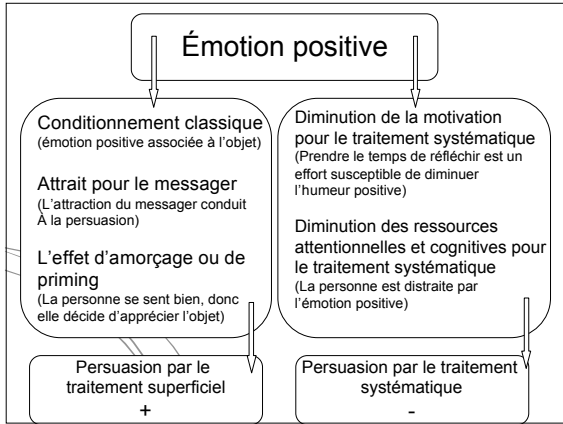 Émotion positive
Conditionnement classique
(émotion positive associée à l'objet)
Attrait pour le messager
(L'attraction du messager conduit
À la persuasion)
L'effet d'amorçage ou de
priming
(La personne se sent bien, donc
elle décide d'apprécier l'objet)
Diminution de la motivation
pour le traitement systématique
(Prendre le temps de réfléchir est un
effort susceptible de diminuer
l'humeur positive)
Diminution des ressources
attentionnelles et cognitives pour
le traitement systématique
(La personne est distraite par
l'émotion positive)
Persuasion par le
traitement superficiel
+
Persuasion par le traitement
systématique
-